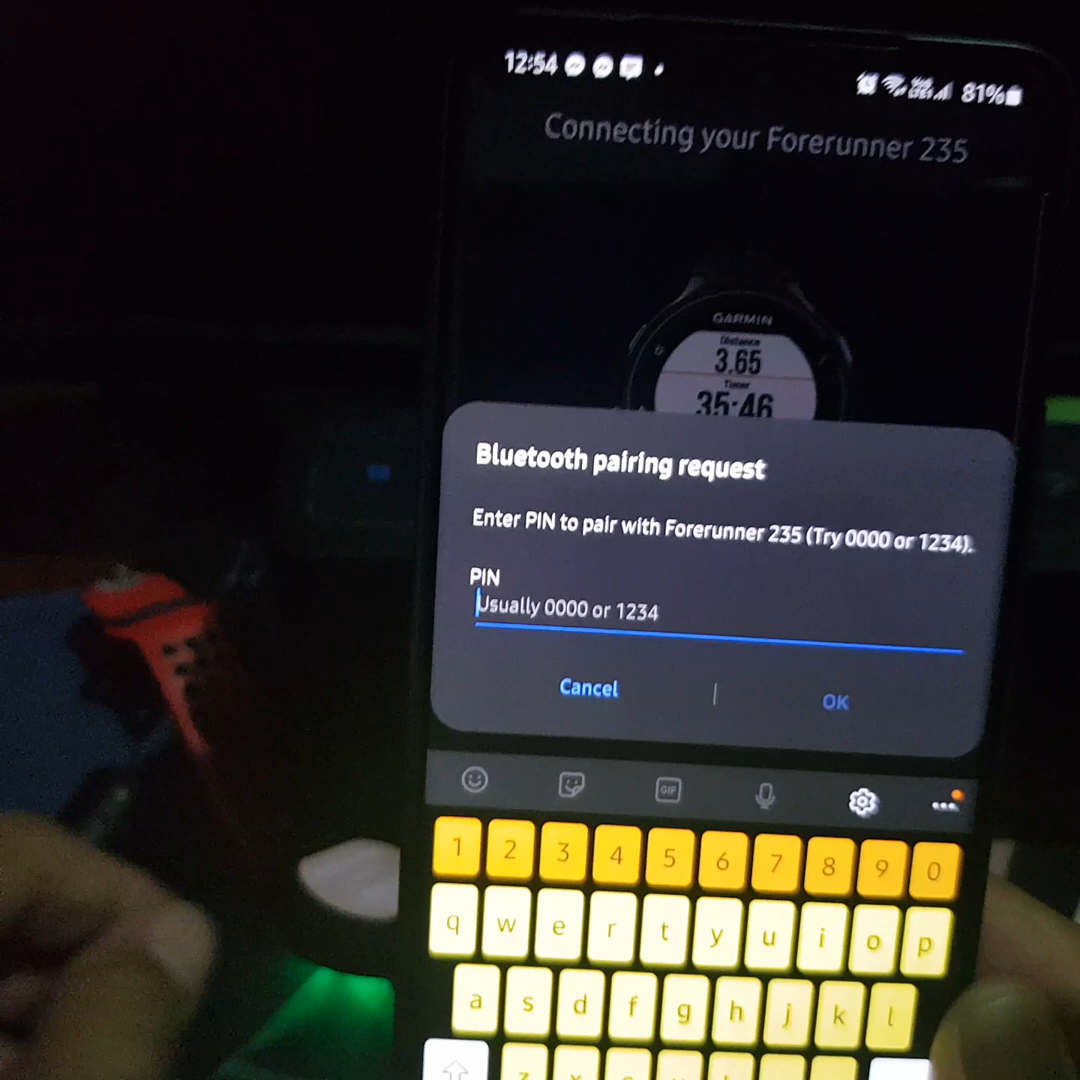 12:54
81%
Connecting your Forerunner 235
GARMIN
Distance
3.65
Timer
35:46
Bluetooth pairing request
Enter PIN to pair with Forerunner 235 (Try 0000 or 1234).
PIN
Usually 0000 or 1234
Cancel | OK
GIF
1 2 3 4 5 6 7 8 9 0
q w e r t y u i o p
a s d f g h j k l